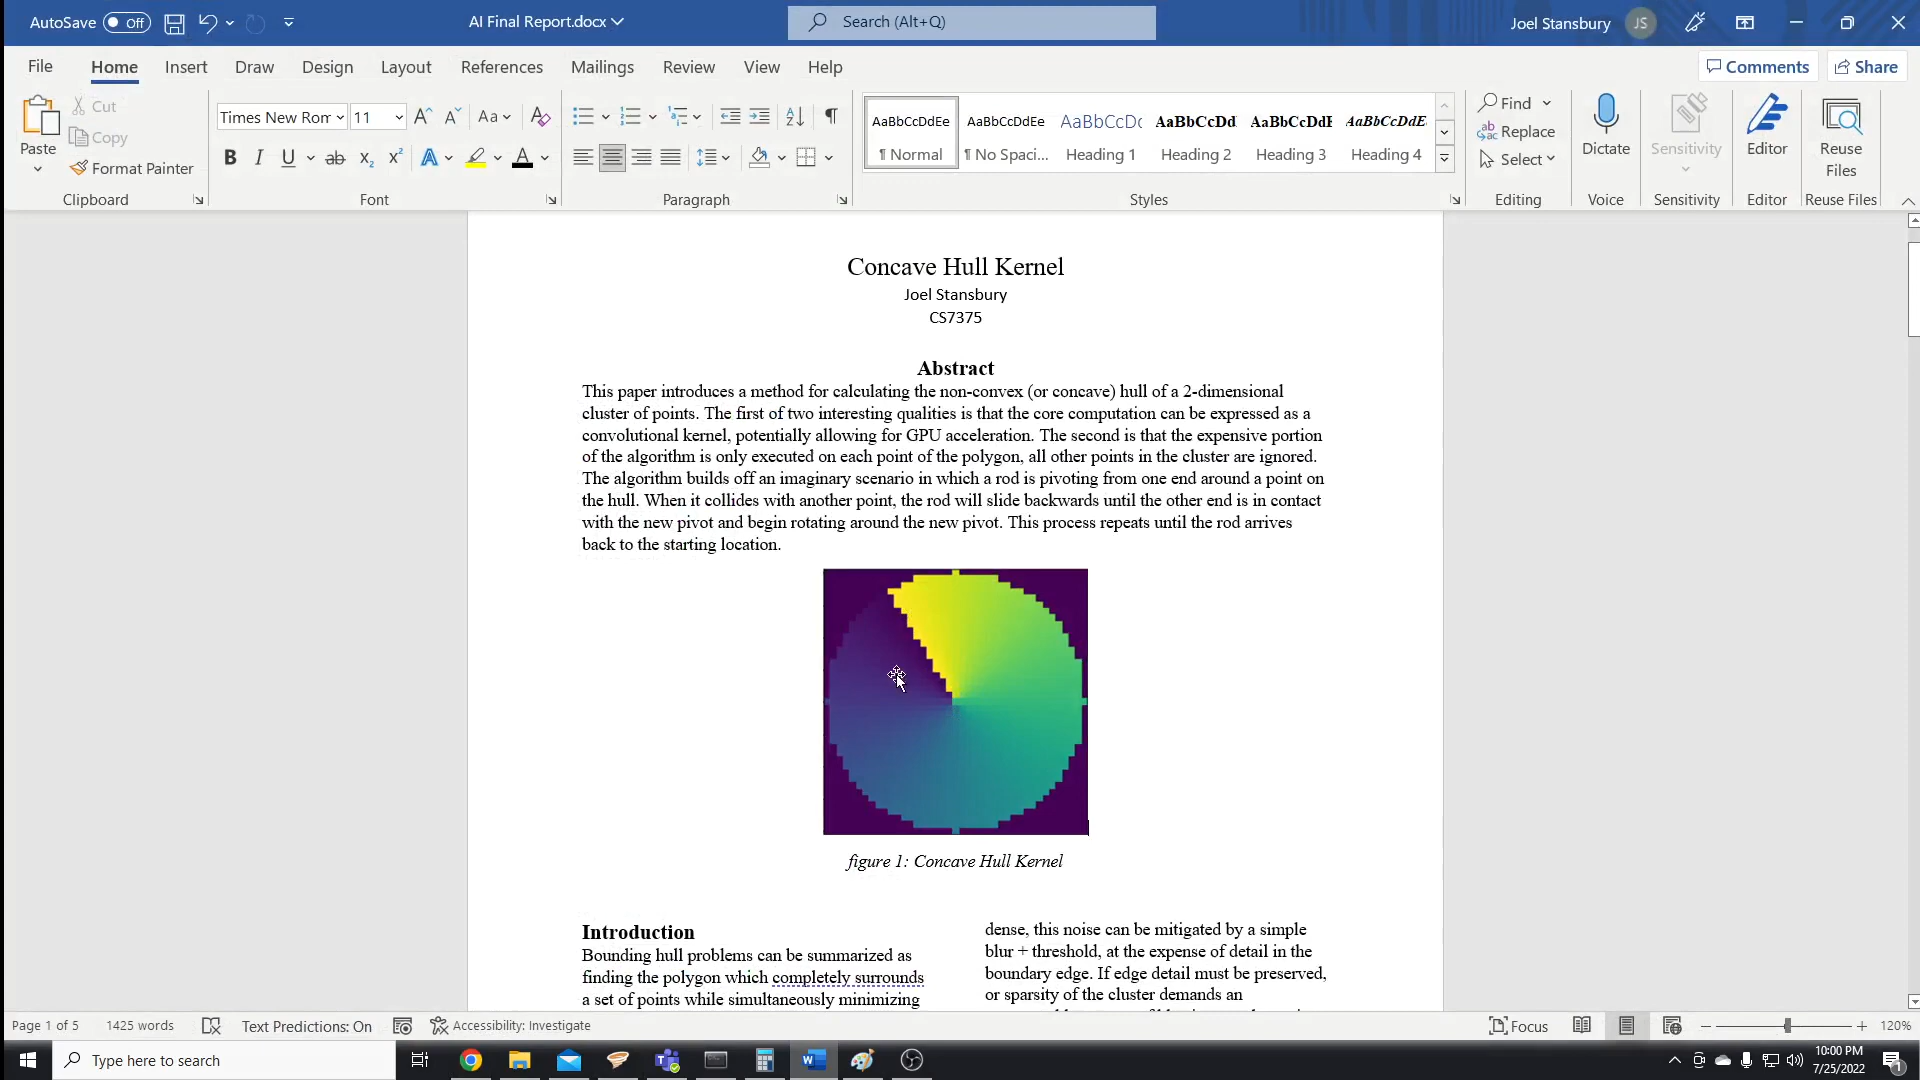 AutoSave Off
AI Final Report.docx
Search (Alt+Q)
Joel Stansbury JS
File Home Insert Draw Design Layout References Mailings Review View Help
Comments Share
Paste
Cut
Copy
Format Painter
Clipboard
Times New Rom 11
Font
Paragraph
AaBbCcDdEe
¶ Normal
AaBbCcDdEe
¶ No Spaci...
AaBbCcDc
Heading 1
AaBbCcDd
Heading 2
AaBbCcDdE
Heading 3
AaBbCcDdE
Heading 4
Styles
Find
Replace
Select
Editing
Dictate
Voice
Sensitivity
Sensitivity
Editor
Editor
Reuse
Files
Reuse Files
Concave Hull Kernel
Joel Stansbury
CS7375
Abstract
This paper introduces a method for calculating the non-convex (or concave) hull of a 2-dimensional
cluster of points. The first of two interesting qualities is that the core computation can be expressed as a
convolutional kernel, potentially allowing for GPU acceleration. The second is that the expensive portion
of the algorithm is only executed on each point of the polygon, all other points in the cluster are ignored.
The algorithm builds off an imaginary scenario in which a rod is pivoting from one end around a point on
the hull. When it collides with another point, the rod will slide backwards until the other end is in contact
with the new pivot and begin rotating around the new pivot. This process repeats until the rod arrives
back to the starting location.
figure 1: Concave Hull Kernel
Introduction
Bounding hull problems can be summarized as
finding the polygon which completely surrounds
a set of points while simultaneously minimizing
dense, this noise can be mitigated by a simple
blur + threshold, at the expense of detail in the
boundary edge. If edge detail must be preserved,
or sparsity of the cluster demands an
Page 1 of 5 1425 words Text Predictions: On Accessibility: Investigate
Focus 120%
Type here to search
10:00 PM
7/25/2022
1